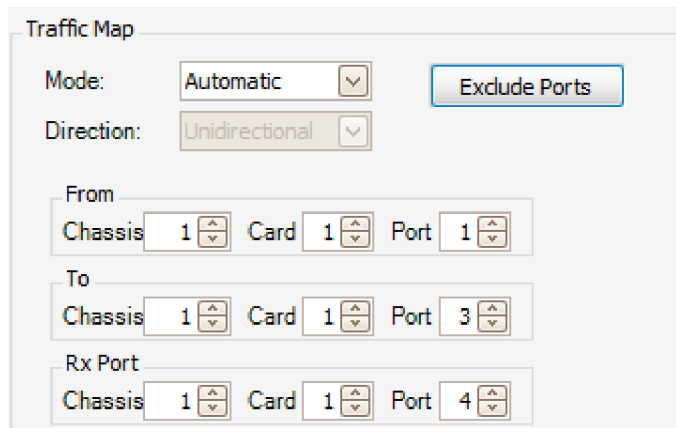 Traffic Map
Mode: Automatic Exclude Ports
Direction: Unidirectional
From
Chassis 1 Card 1 Port 1
To
Chassis 1 Card 1 Port 3
Rx Port
Chassis 1 Card 1 Port 4